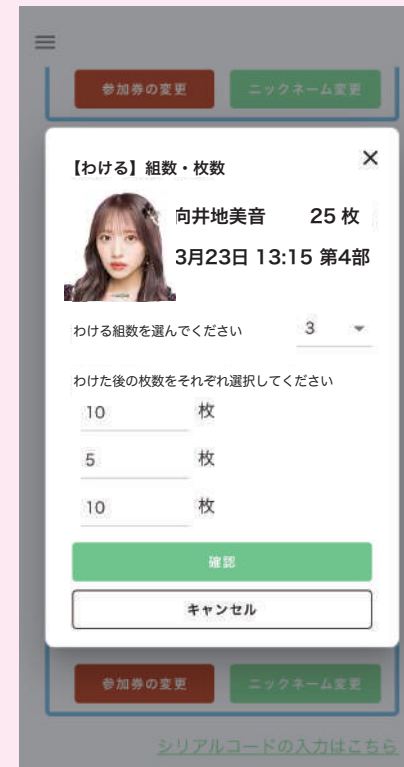 参加券の変更 ニックネーム変更
【わける】組数・枚数 ×
向井地美音 25 枚
3月23日 13:15 第4部
わける組数を選んでください 3
わけた後の枚数をそれぞれ選択してください
10 枚
5 枚
10 枚
確認
キャンセル
参加券の変更 ニックネーム変更
シリアルコードの入力はこちら